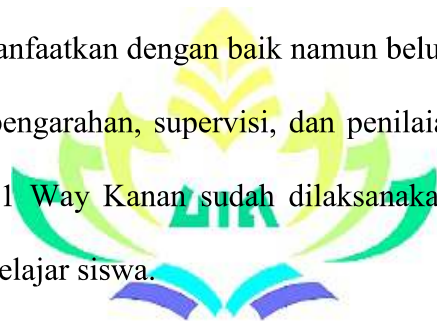 anfaatkan dengan baik namun belu
pengarahan, supervisi, dan penilaia
1 Way Kanan sudah dilaksanaka
elajar siswa.